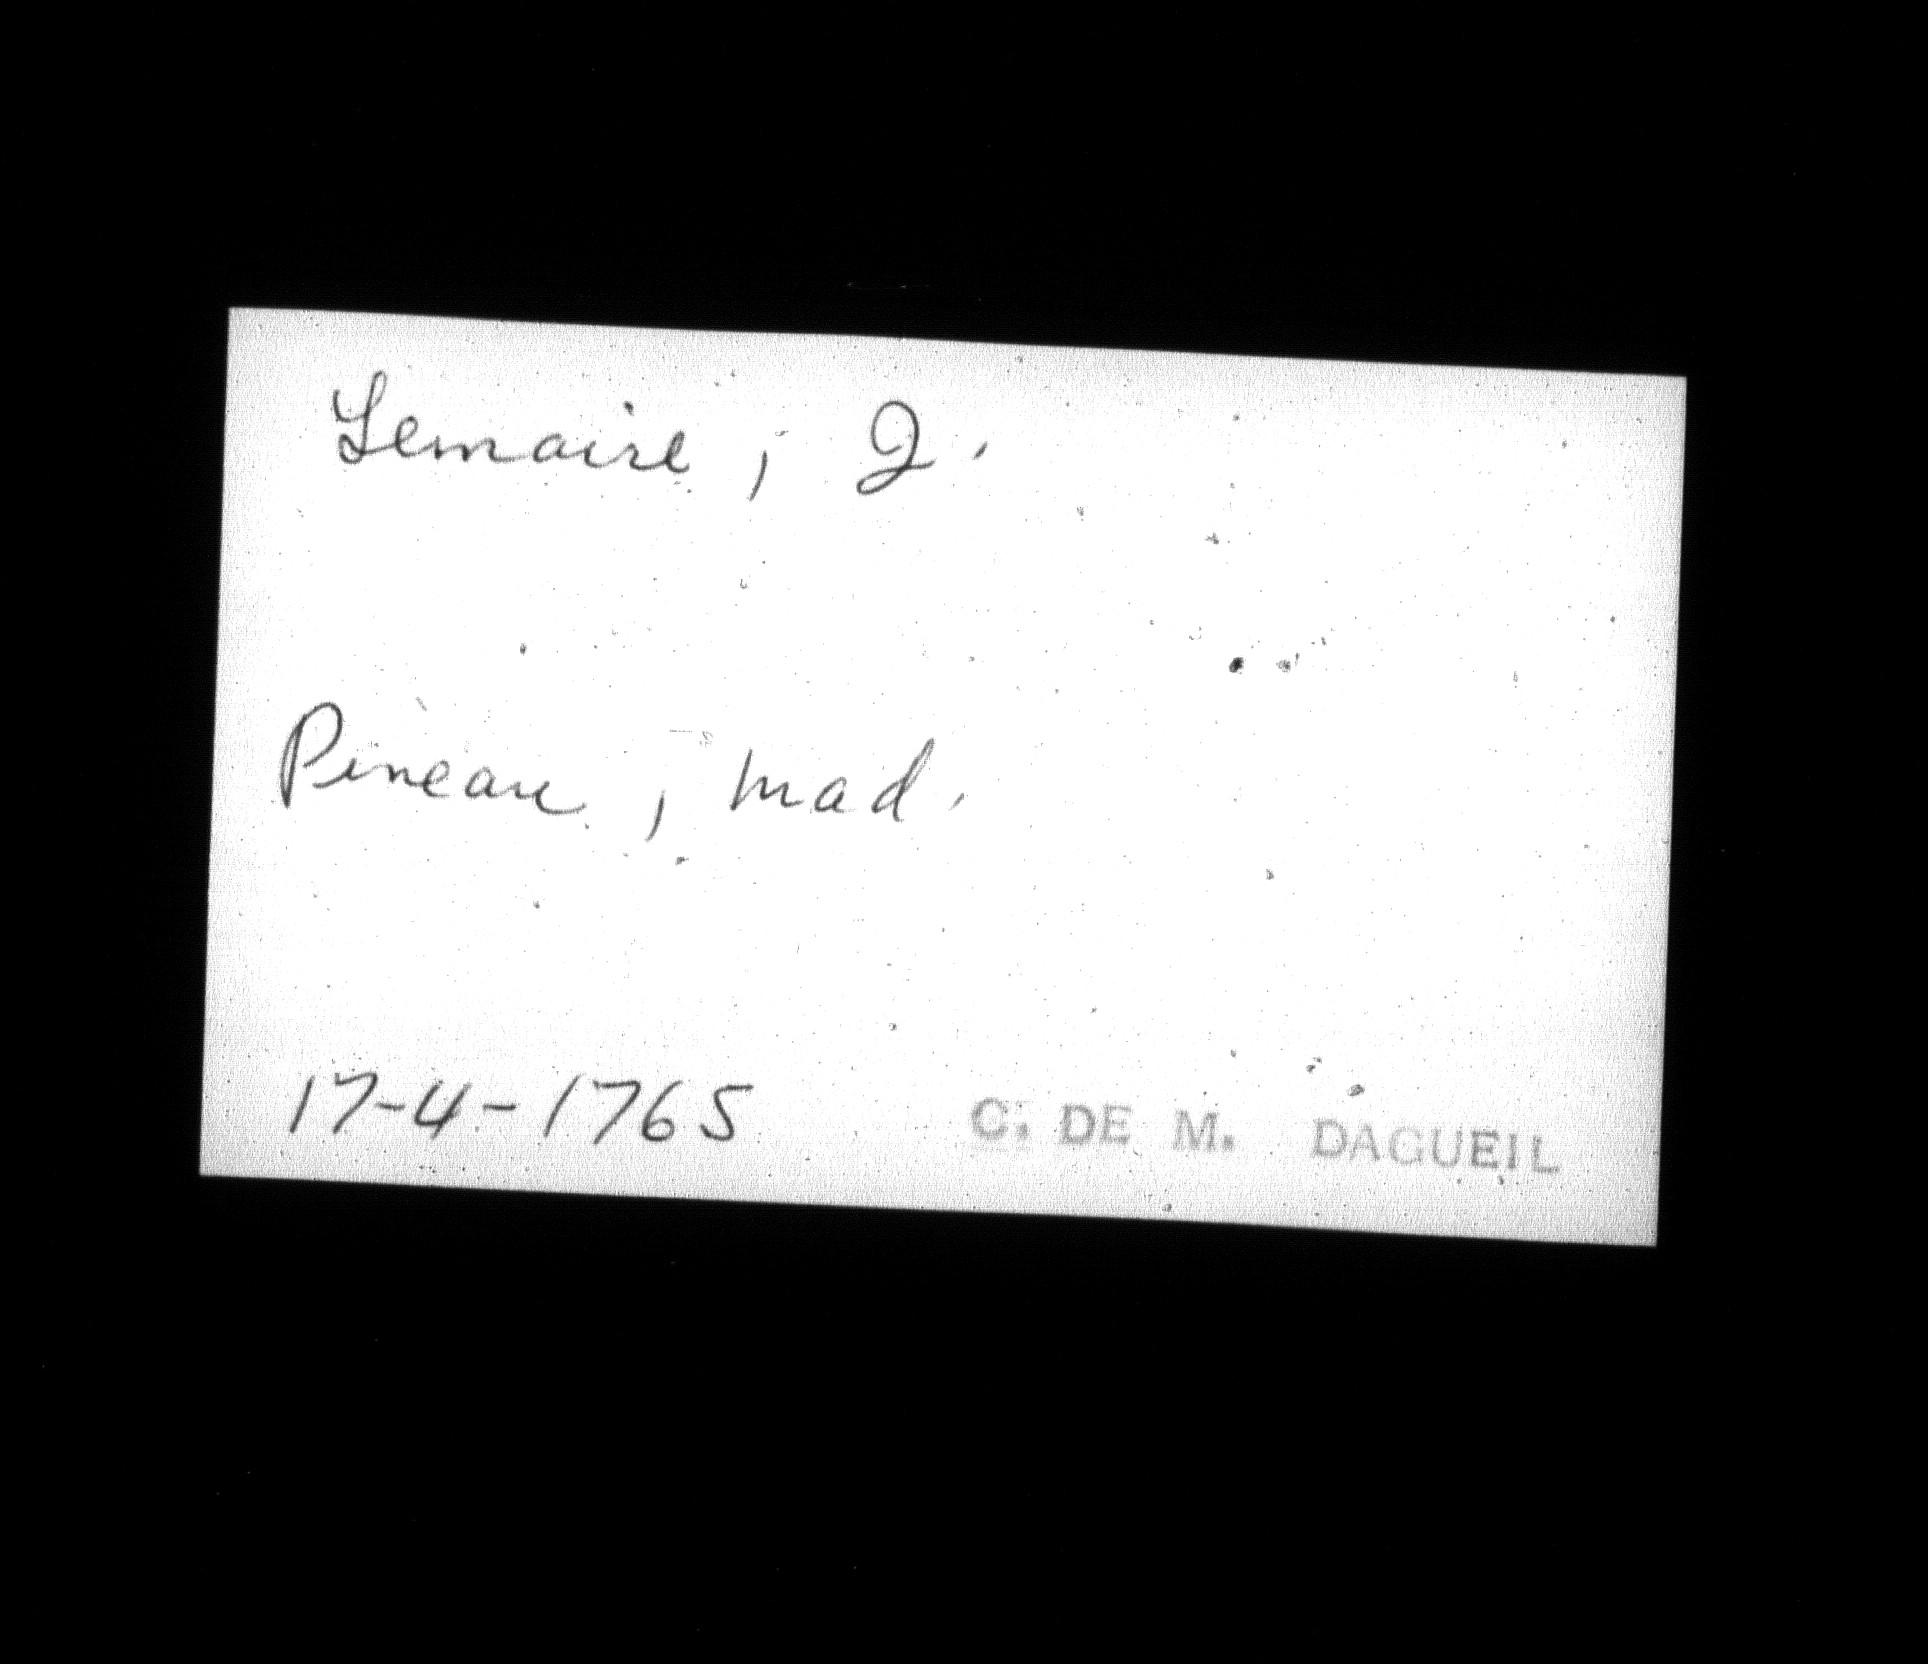 Lemaire, J.
Pineau, Mad.
17-4-1765 C. DE M. DAGUEIL